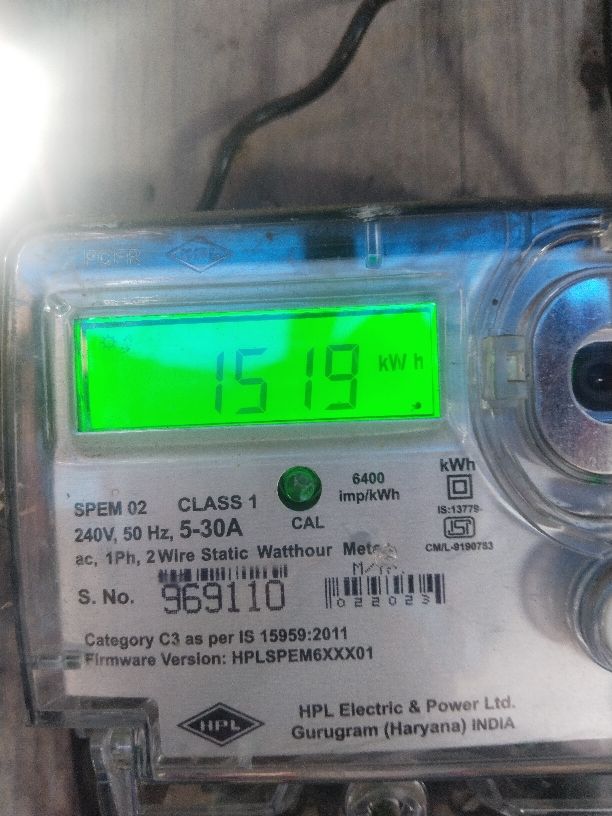 1519 kWh
SPEM 02 CLASS 1
240V, 50 Hz, 5-30A
6400
imp/kWh
CAL
kWh
IS:13779
CM/L-9190753
ac, 1Ph, 2 Wire Static Watthour Meter
M/Yr.
S. No. 969110
022023
Category C3 as per IS 15959:2011
Firmware Version: HPLSPEM6XXX01
HPL
HPL Electric & Power Ltd.
Gurugram (Haryana) INDIA